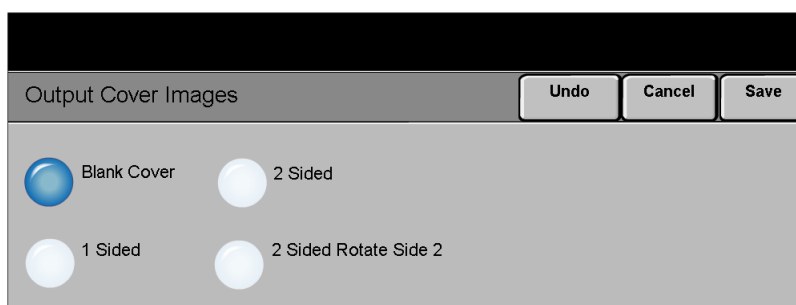 Output Cover Images
Undo
Cancel
Save
Blank Cover
2 Sided
1 Sided
2 Sided Rotate Side 2